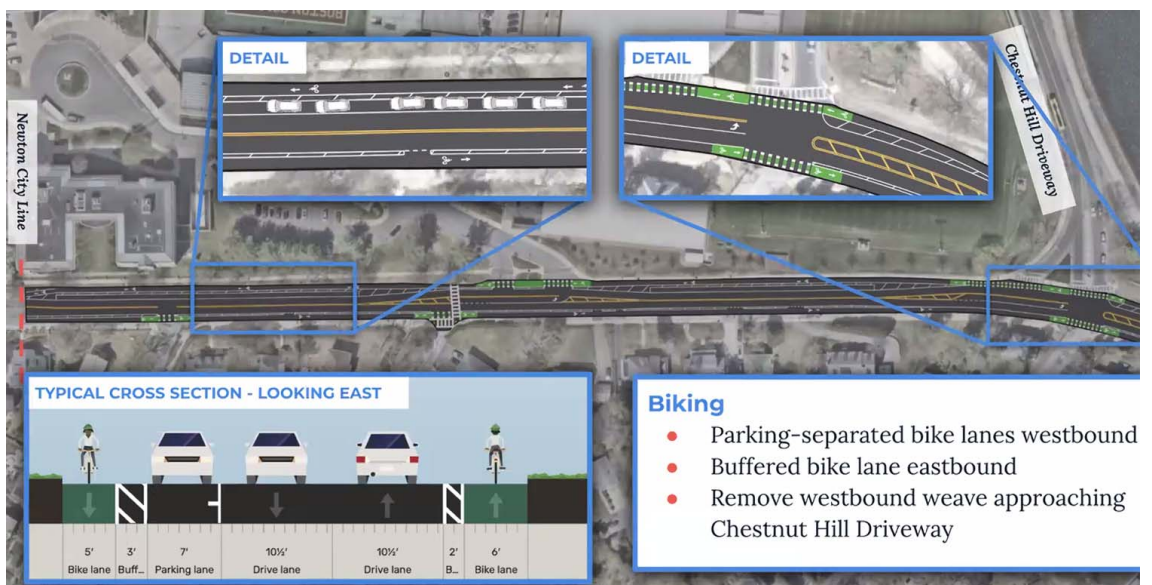 BOSTON
DETAIL
DETAIL
Chestnut Hill Driveway
Newton City Line
TYPICAL CROSS SECTION - LOOKING EAST
5' 3' 7' 10½' 10½' 2' 6'
Bike lane Buff... Parking lane Drive lane Drive lane B... Bike lane
Biking
Parking-separated bike lanes westbound
Buffered bike lane eastbound
Remove westbound weave approaching
Chestnut Hill Driveway